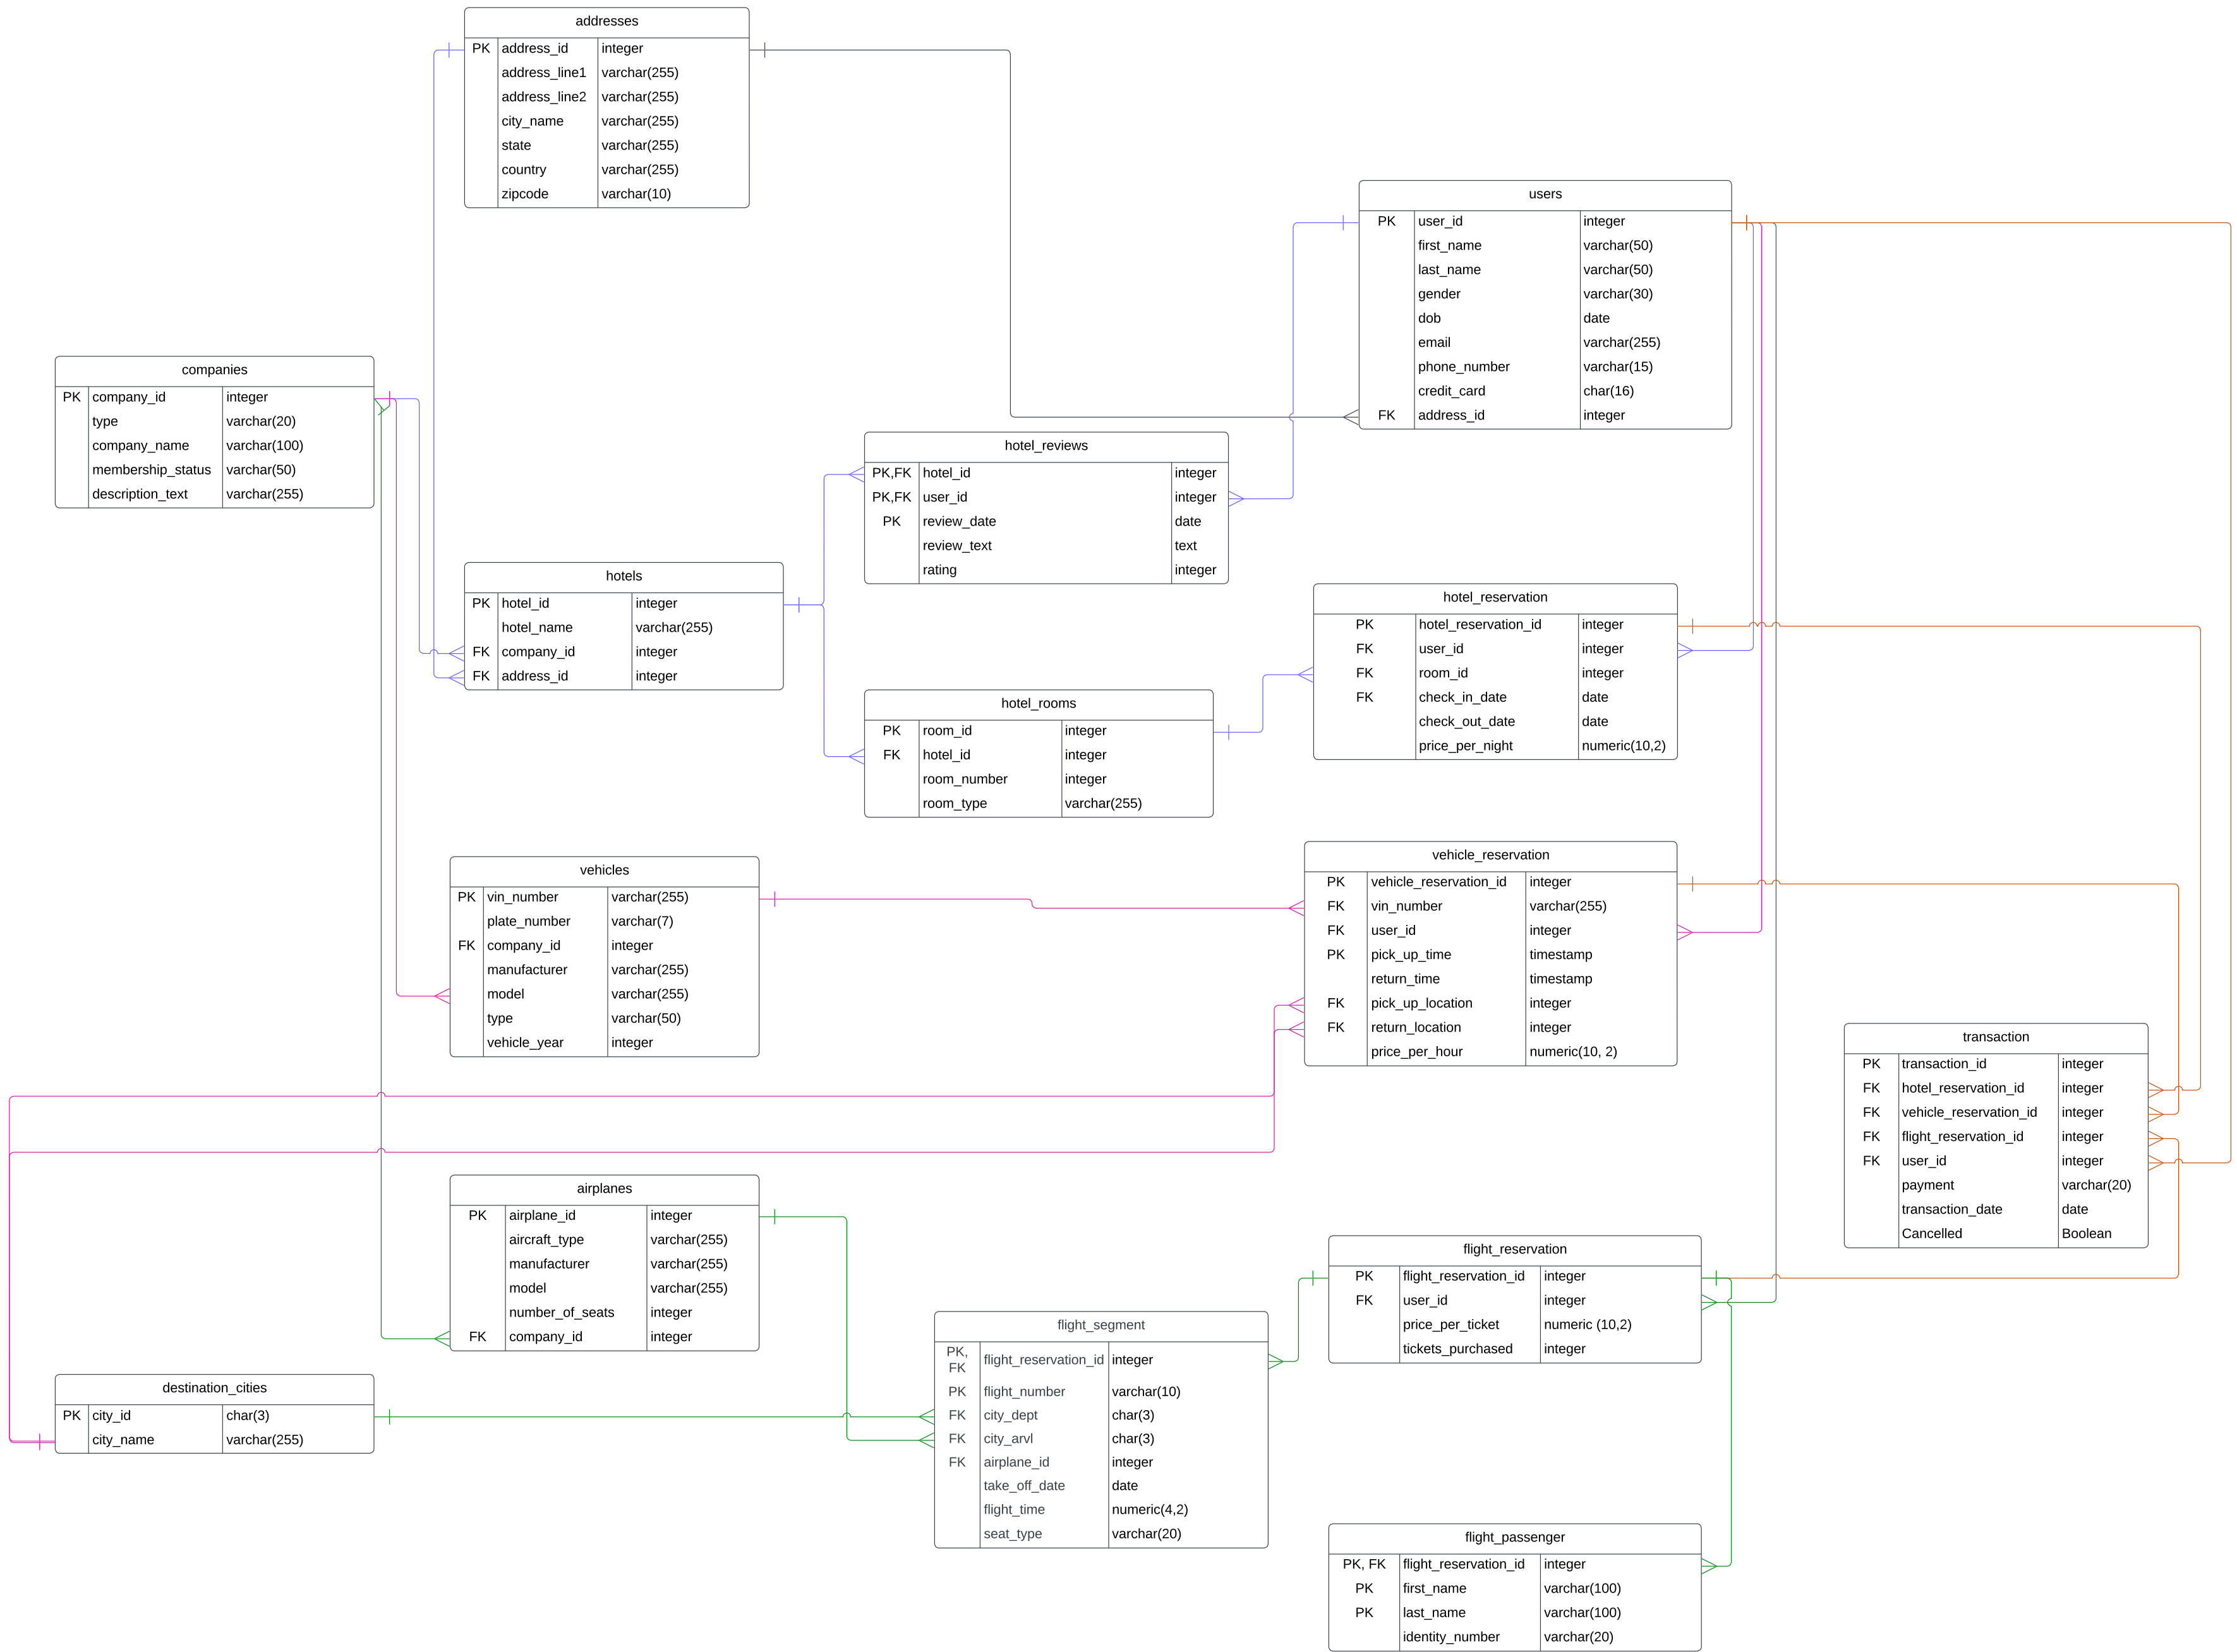 addresses
PK address_id integer
address_line1 varchar(255)
address_line2 varchar(255)
city_name varchar(255)
state varchar(255)
country varchar(255)
zipcode varchar(10)
users
PK user_id integer
first_name varchar(50)
last_name varchar(50)
gender varchar(30)
dob date
email varchar(255)
phone_number varchar(15)
credit_card char(16)
FK address_id integer
companies
PK company_id integer
type varchar(20)
company_name varchar(100)
membership_status varchar(50)
description_text varchar(255)
hotel_reviews
PK,FK hotel_id integer
PK,FK user_id integer
PK review_date date
review_text text
rating integer
hotels
PK hotel_id integer
hotel_name varchar(255)
FK company_id integer
FK address_id integer
hotel_reservation
PK hotel_reservation_id integer
FK user_id integer
FK room_id integer
FK check_in_date date
check_out_date date
price_per_night numeric(10,2)
hotel_rooms
PK room_id integer
FK hotel_id integer
room_number integer
room_type varchar(255)
vehicles
PK vin_number varchar(255)
plate_number varchar(7)
FK company_id integer
manufacturer varchar(255)
model varchar(255)
type varchar(50)
vehicle_year integer
vehicle_reservation
PK vehicle_reservation_id integer
FK vin_number varchar(255)
FK user_id integer
PK pick_up_time timestamp
return_time timestamp
FK pick_up_location integer
FK return_location integer
price_per_hour numeric(10, 2)
transaction
PK transaction_id integer
FK hotel_reservation_id integer
FK vehicle_reservation_id integer
FK flight_reservation_id integer
FK user_id integer
payment varchar(20)
transaction_date date
Cancelled Boolean
airplanes
PK airplane_id integer
aircraft_type varchar(255)
manufacturer varchar(255)
model varchar(255)
number_of_seats integer
FK company_id integer
flight_reservation
PK flight_reservation_id integer
FK user_id integer
price_per_ticket numeric (10,2)
tickets_purchased integer
flight_segment
PK,
FK flight_reservation_id integer
PK flight_number varchar(10)
FK city_dept char(3)
FK city_arvl char(3)
FK airplane_id integer
take_off_date date
flight_time numeric(4,2)
seat_type varchar(20)
destination_cities
PK city_id char(3)
city_name varchar(255)
flight_passenger
PK, FK flight_reservation_id integer
PK first_name varchar(100)
PK last_name varchar(100)
identity_number varchar(20)